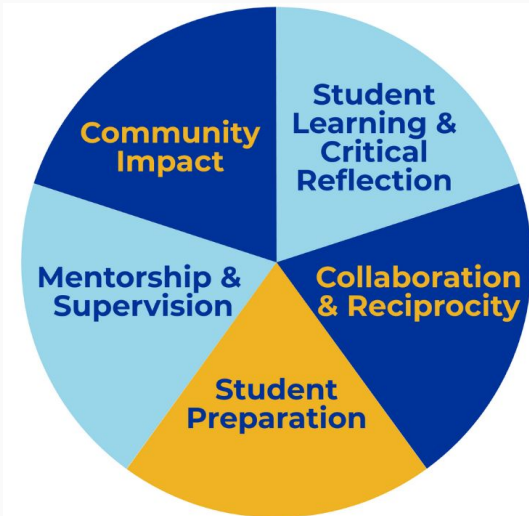 Student
Learning &
Critical
Reflection
Collaboration
& Reciprocity
Student
Preparation
Mentorship &
Supervision
Community
Impact